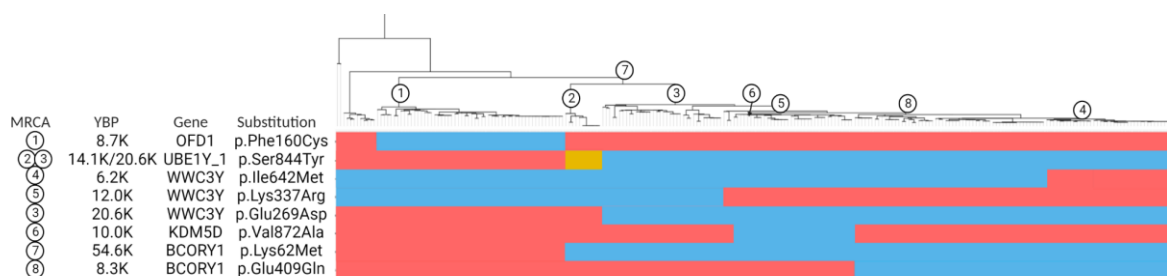 7
1
2
3
6
5
8
4
MRCA YBP Gene Substitution
1 8.7K OFD1 p.Phe160Cys
2 3 14.1K/20.6K UBE1Y_1 p.Ser844Tyr
4 6.2K WWC3Y p.Ile642Met
5 12.0K WWC3Y p.Lys337Arg
3 20.6K WWC3Y p.Glu269Asp
6 10.0K KDM5D p.Val872Ala
7 54.6K BCORY1 p.Lys62Met
8 8.3K BCORY1 p.Glu409Gln